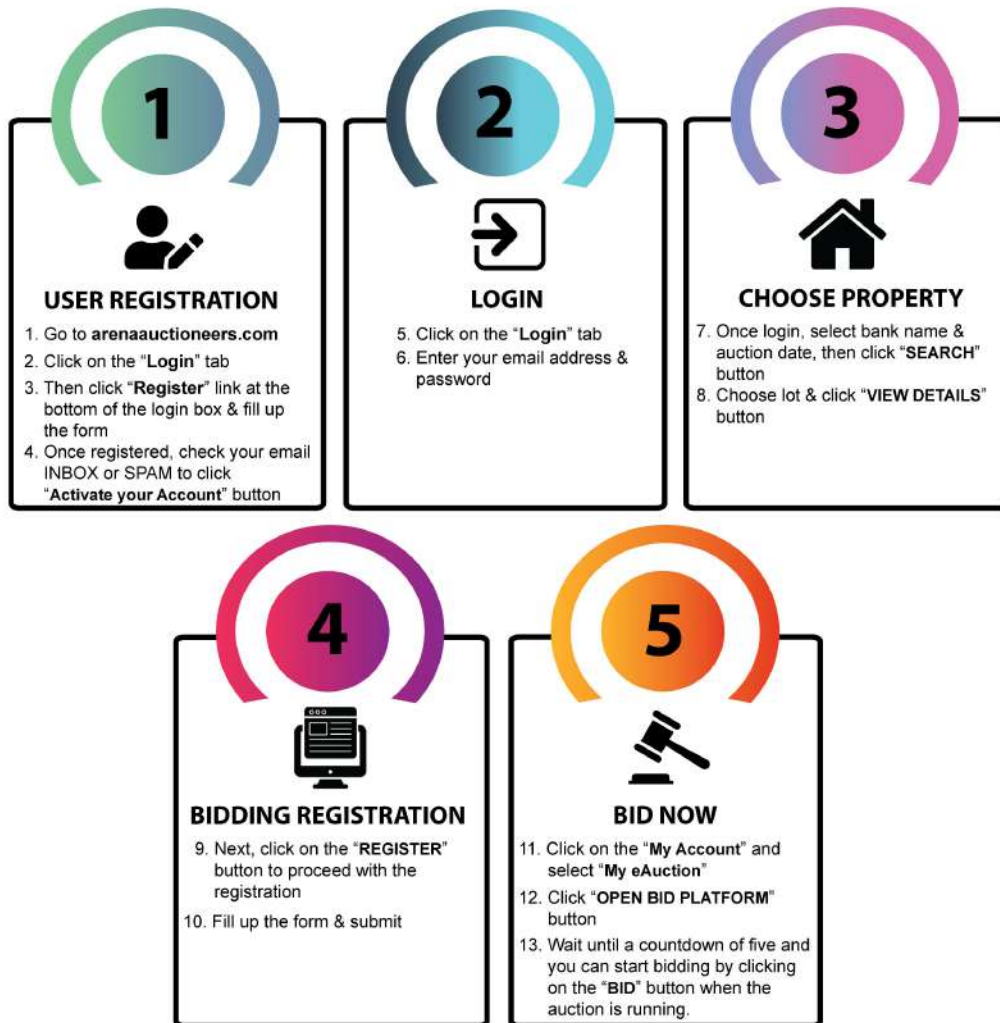 1
USER REGISTRATION
1. Go to arenaauctioneers.com
2. Click on the “Login” tab
3. Then click “Register” link at the
bottom of the login box & fill up
the form
4. Once registered, check your email
INBOX or SPAM to click
“Activate your Account” button
2
LOGIN
5. Click on the “Login” tab
6. Enter your email address &
password
3
CHOOSE PROPERTY
7. Once login, select bank name &
auction date, then click “SEARCH”
button
8. Choose lot & click “VIEW DETAILS”
button
4
BIDDING REGISTRATION
9. Next, click on the “REGISTER”
button to proceed with the
registration
10. Fill up the form & submit
5
BID NOW
11. Click on the “My Account” and
select “My eAuction”
12. Click “OPEN BID PLATFORM”
button
13. Wait until a countdown of five and
you can start bidding by clicking
on the “BID” button when the
auction is running.